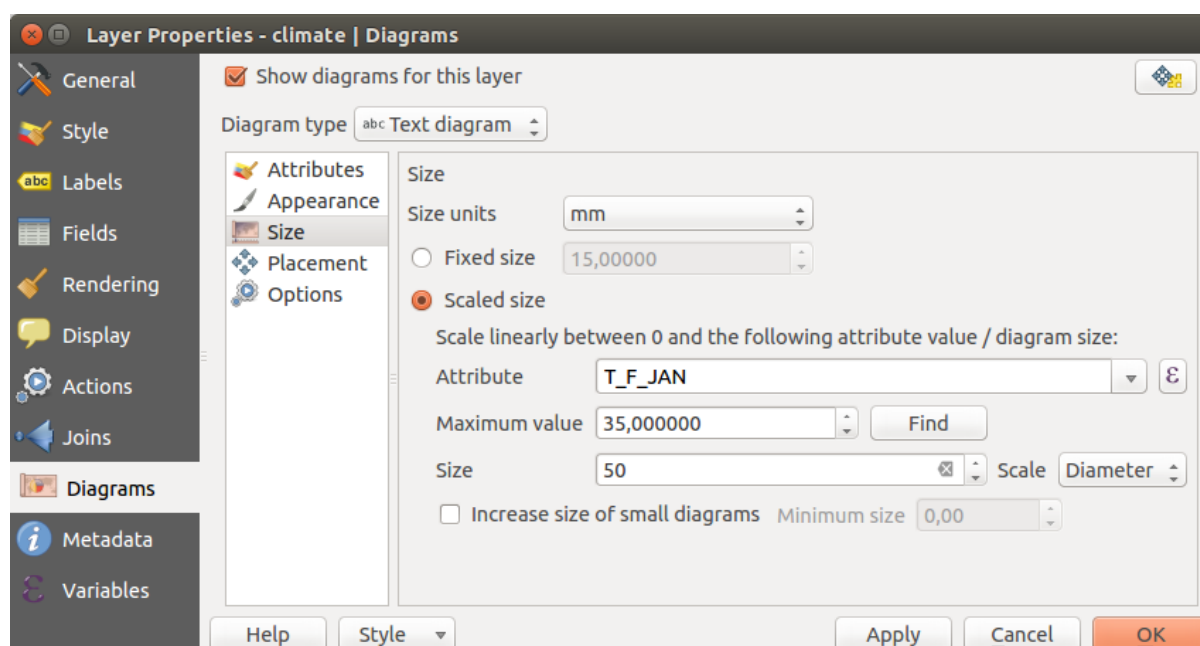 Layer Properties - climate | Diagrams
General
Style
abc Labels
Fields
Rendering
Display
Actions
Joins
Diagrams
Metadata
Variables
Show diagrams for this layer
Diagram type abc Text diagram
Attributes
Appearance
Size
Placement
Options
Size
Size units mm
Fixed size 15,00000
Scaled size
Scale linearly between 0 and the following attribute value / diagram size:
Attribute T_F_JAN ε
Maximum value 35,000000 Find
Size 50 Scale Diameter
Increase size of small diagrams Minimum size 0,00
Help Style Apply Cancel OK